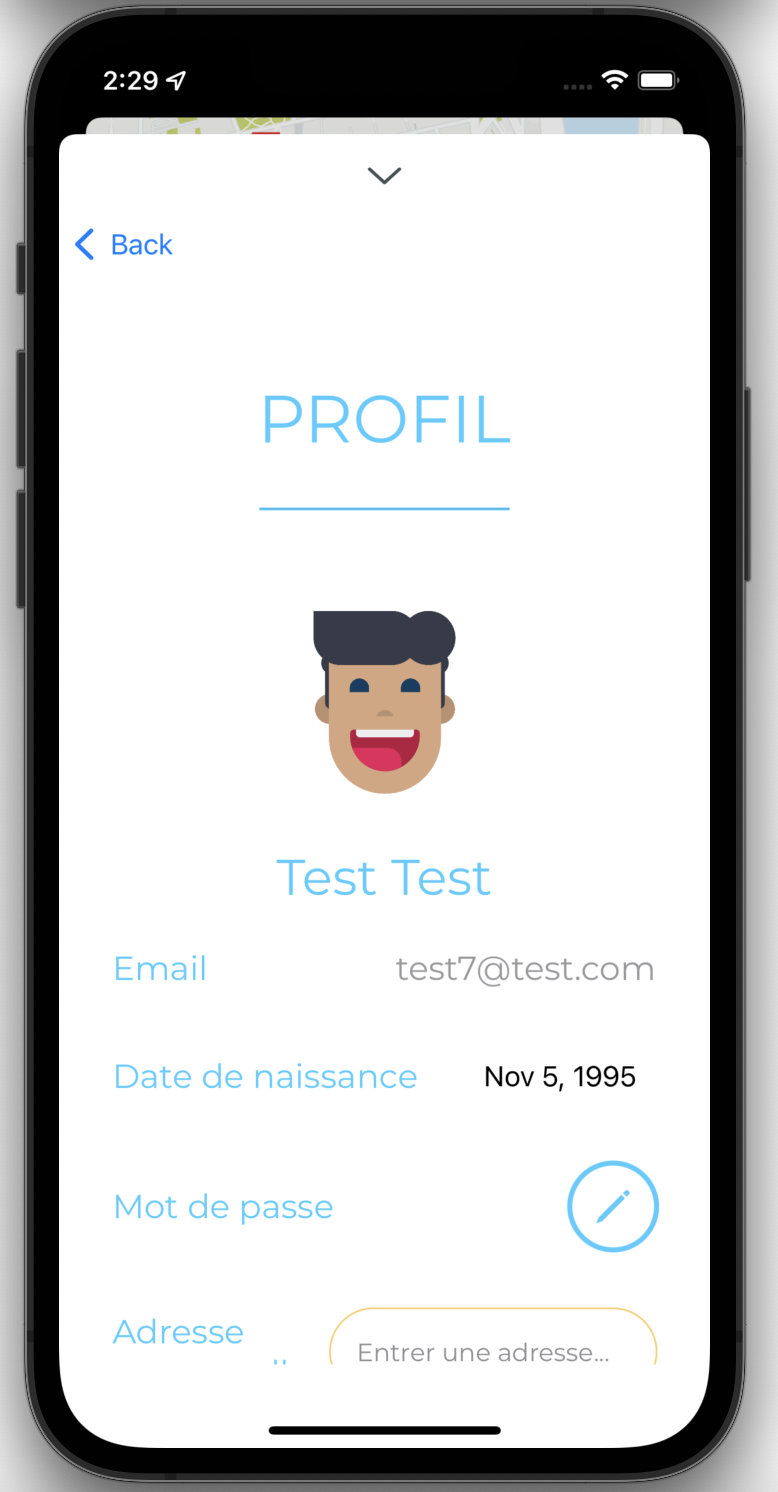 2:29
Back
PROFIL
Test Test
Email test7@test.com
Date de naissance Nov 5, 1995
Mot de passe
Adresse
Entrer une adresse...